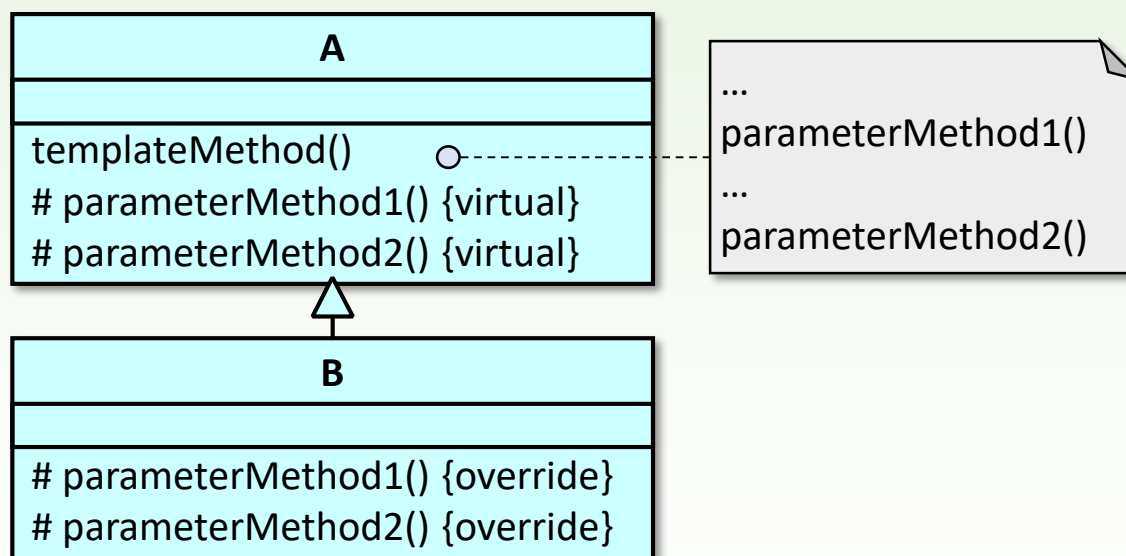 A
templateMethod()
# parameterMethod1() {virtual}
# parameterMethod2() {virtual}
...
parameterMethod1()
...
parameterMethod2()
B
# parameterMethod1() {override}
# parameterMethod2() {override}